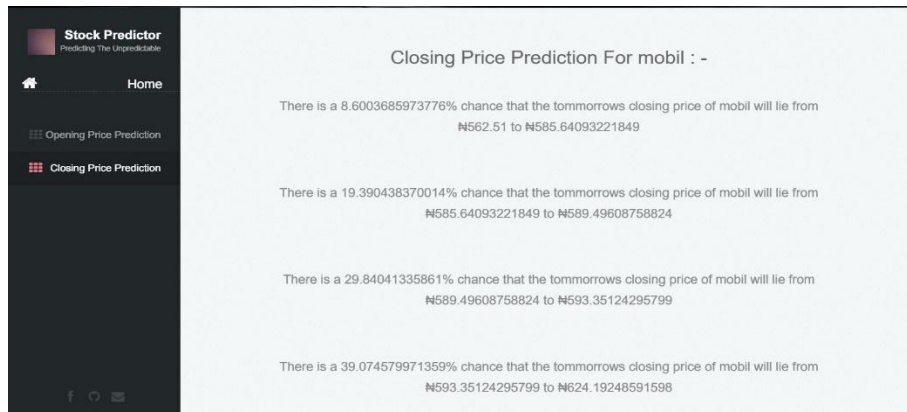 Stock Predictor
Predicting The Unpredictable
Home
Opening Price Prediction
Closing Price Prediction
Closing Price Prediction For mobil : -
There is a 8.6003685973776% chance that the tommorrows closing price of mobil will lie from
₦562.51 to ₦585.64093221849
There is a 19.390438370014% chance that the tommorrows closing price of mobil will lie from
₦585.64093221849 to ₦589.49608758824
There is a 29.84041335861% chance that the tommorrows closing price of mobil will lie from
₦589.49608758824 to ₦593.35124295799
There is a 39.074579971359% chance that the tommorrows closing price of mobil will lie from
₦593.35124295799 to ₦624.19248591598